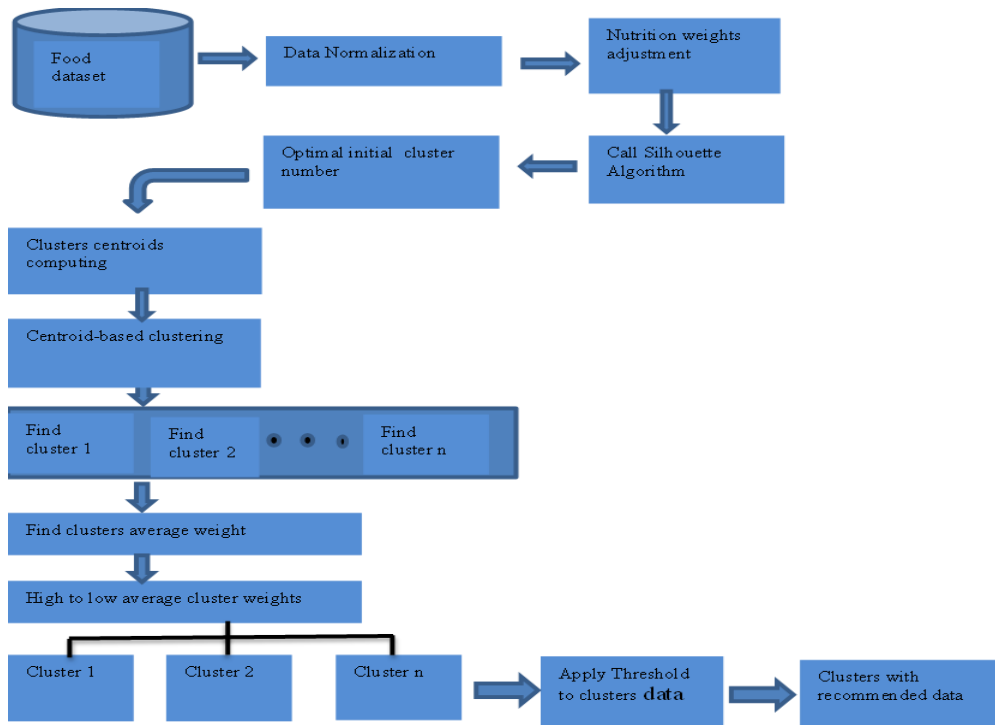 Food
dataset
Data Normalization
Nutrition weights
adjustment
Call Silhouette
Algorithm
Optimal initial cluster
number
Clusters centroids
computing
Centroid-based clustering
Find
cluster 1
Find
cluster 2
Find
cluster n
Find clusters average weight
High to low average cluster weights
Cluster 1
Cluster 2
Cluster n
Apply Threshold
to clusters data
Clusters with
recommended data